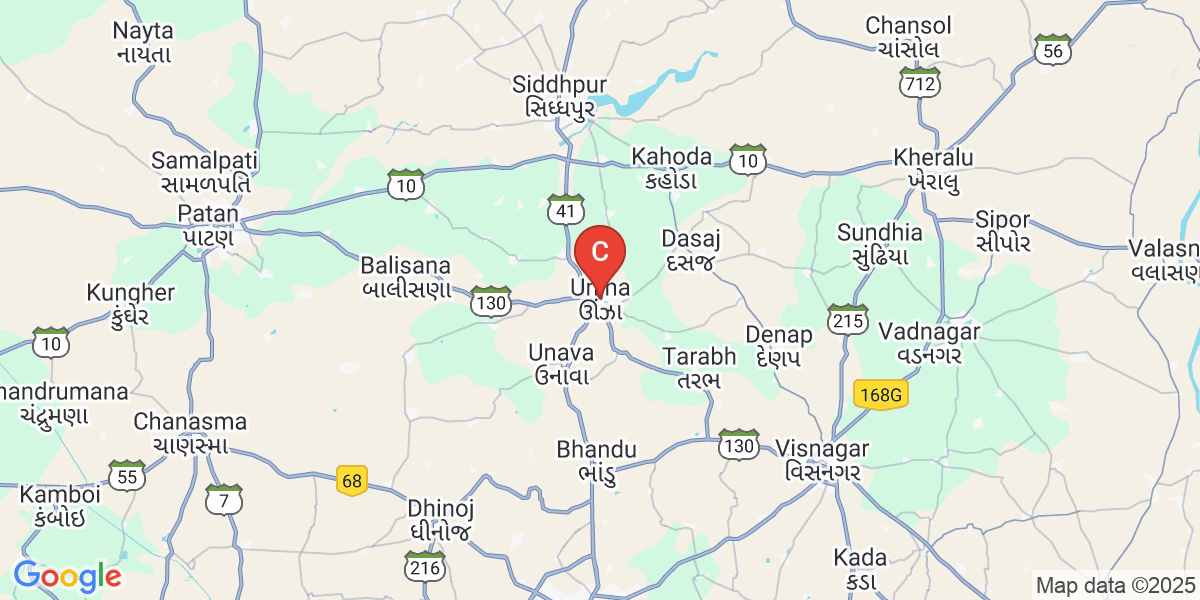 Nayta
નાયતા
Chansol
ચાંસોલ
56
712
Siddhpur
સિધ્ધપુર
Samalpati
સામળપતિ
10
Kahoda
કહોડા
10
Kheralu
ખેરાલુ
Patan
પાટણ
41
C
Dasaj
દસજ
Sundhia
સુંઢિયા
Sipor
સીપોર
Valasn
વલાસણ
Balisana
બાલીસણા
130
Unjha
ઊંઝા
Kungher
કુંઘેર
10
215
Denap
દેણપ
Vadnagar
વડનગર
Unava
ઉનાવા
Tarabh
તરભ
168G
handrumana
ચંદ્રુમણા
Chanasma
ચાણસ્મા
Bhandu
ભાંડુ
130
Visnagar
વિસનગર
55
68
7
Kamboi
કંબોઇ
Dhinoj
ધીનોજ
216
Kada
કડા
Google
Map data ©2025